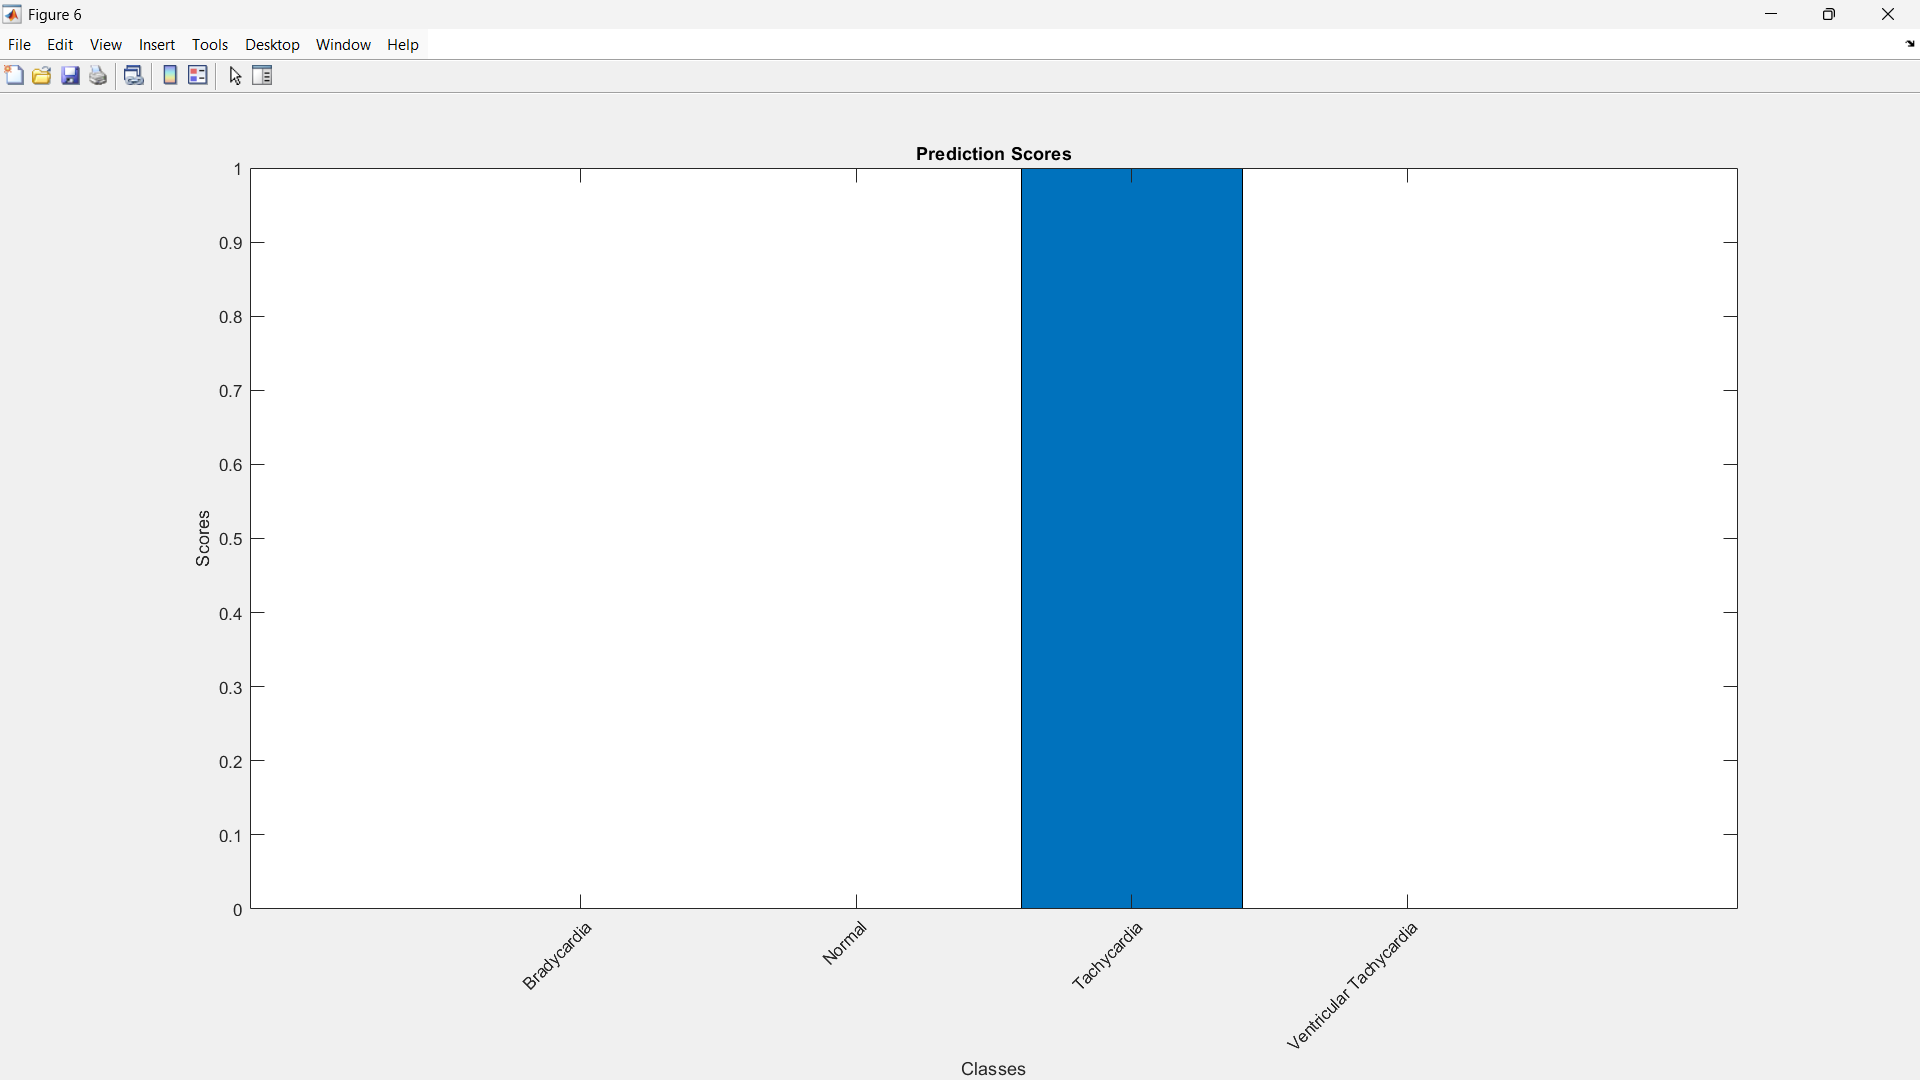 Figure 6
File Edit View Insert Tools Desktop Window Help
Prediction Scores
1
0.9
0.8
0.7
0.6
0.5
0.4
0.3
0.2
0.1
0
Scores
Bradycardia
Normal
Tachycardia
Ventricular Tachycardia
Classes